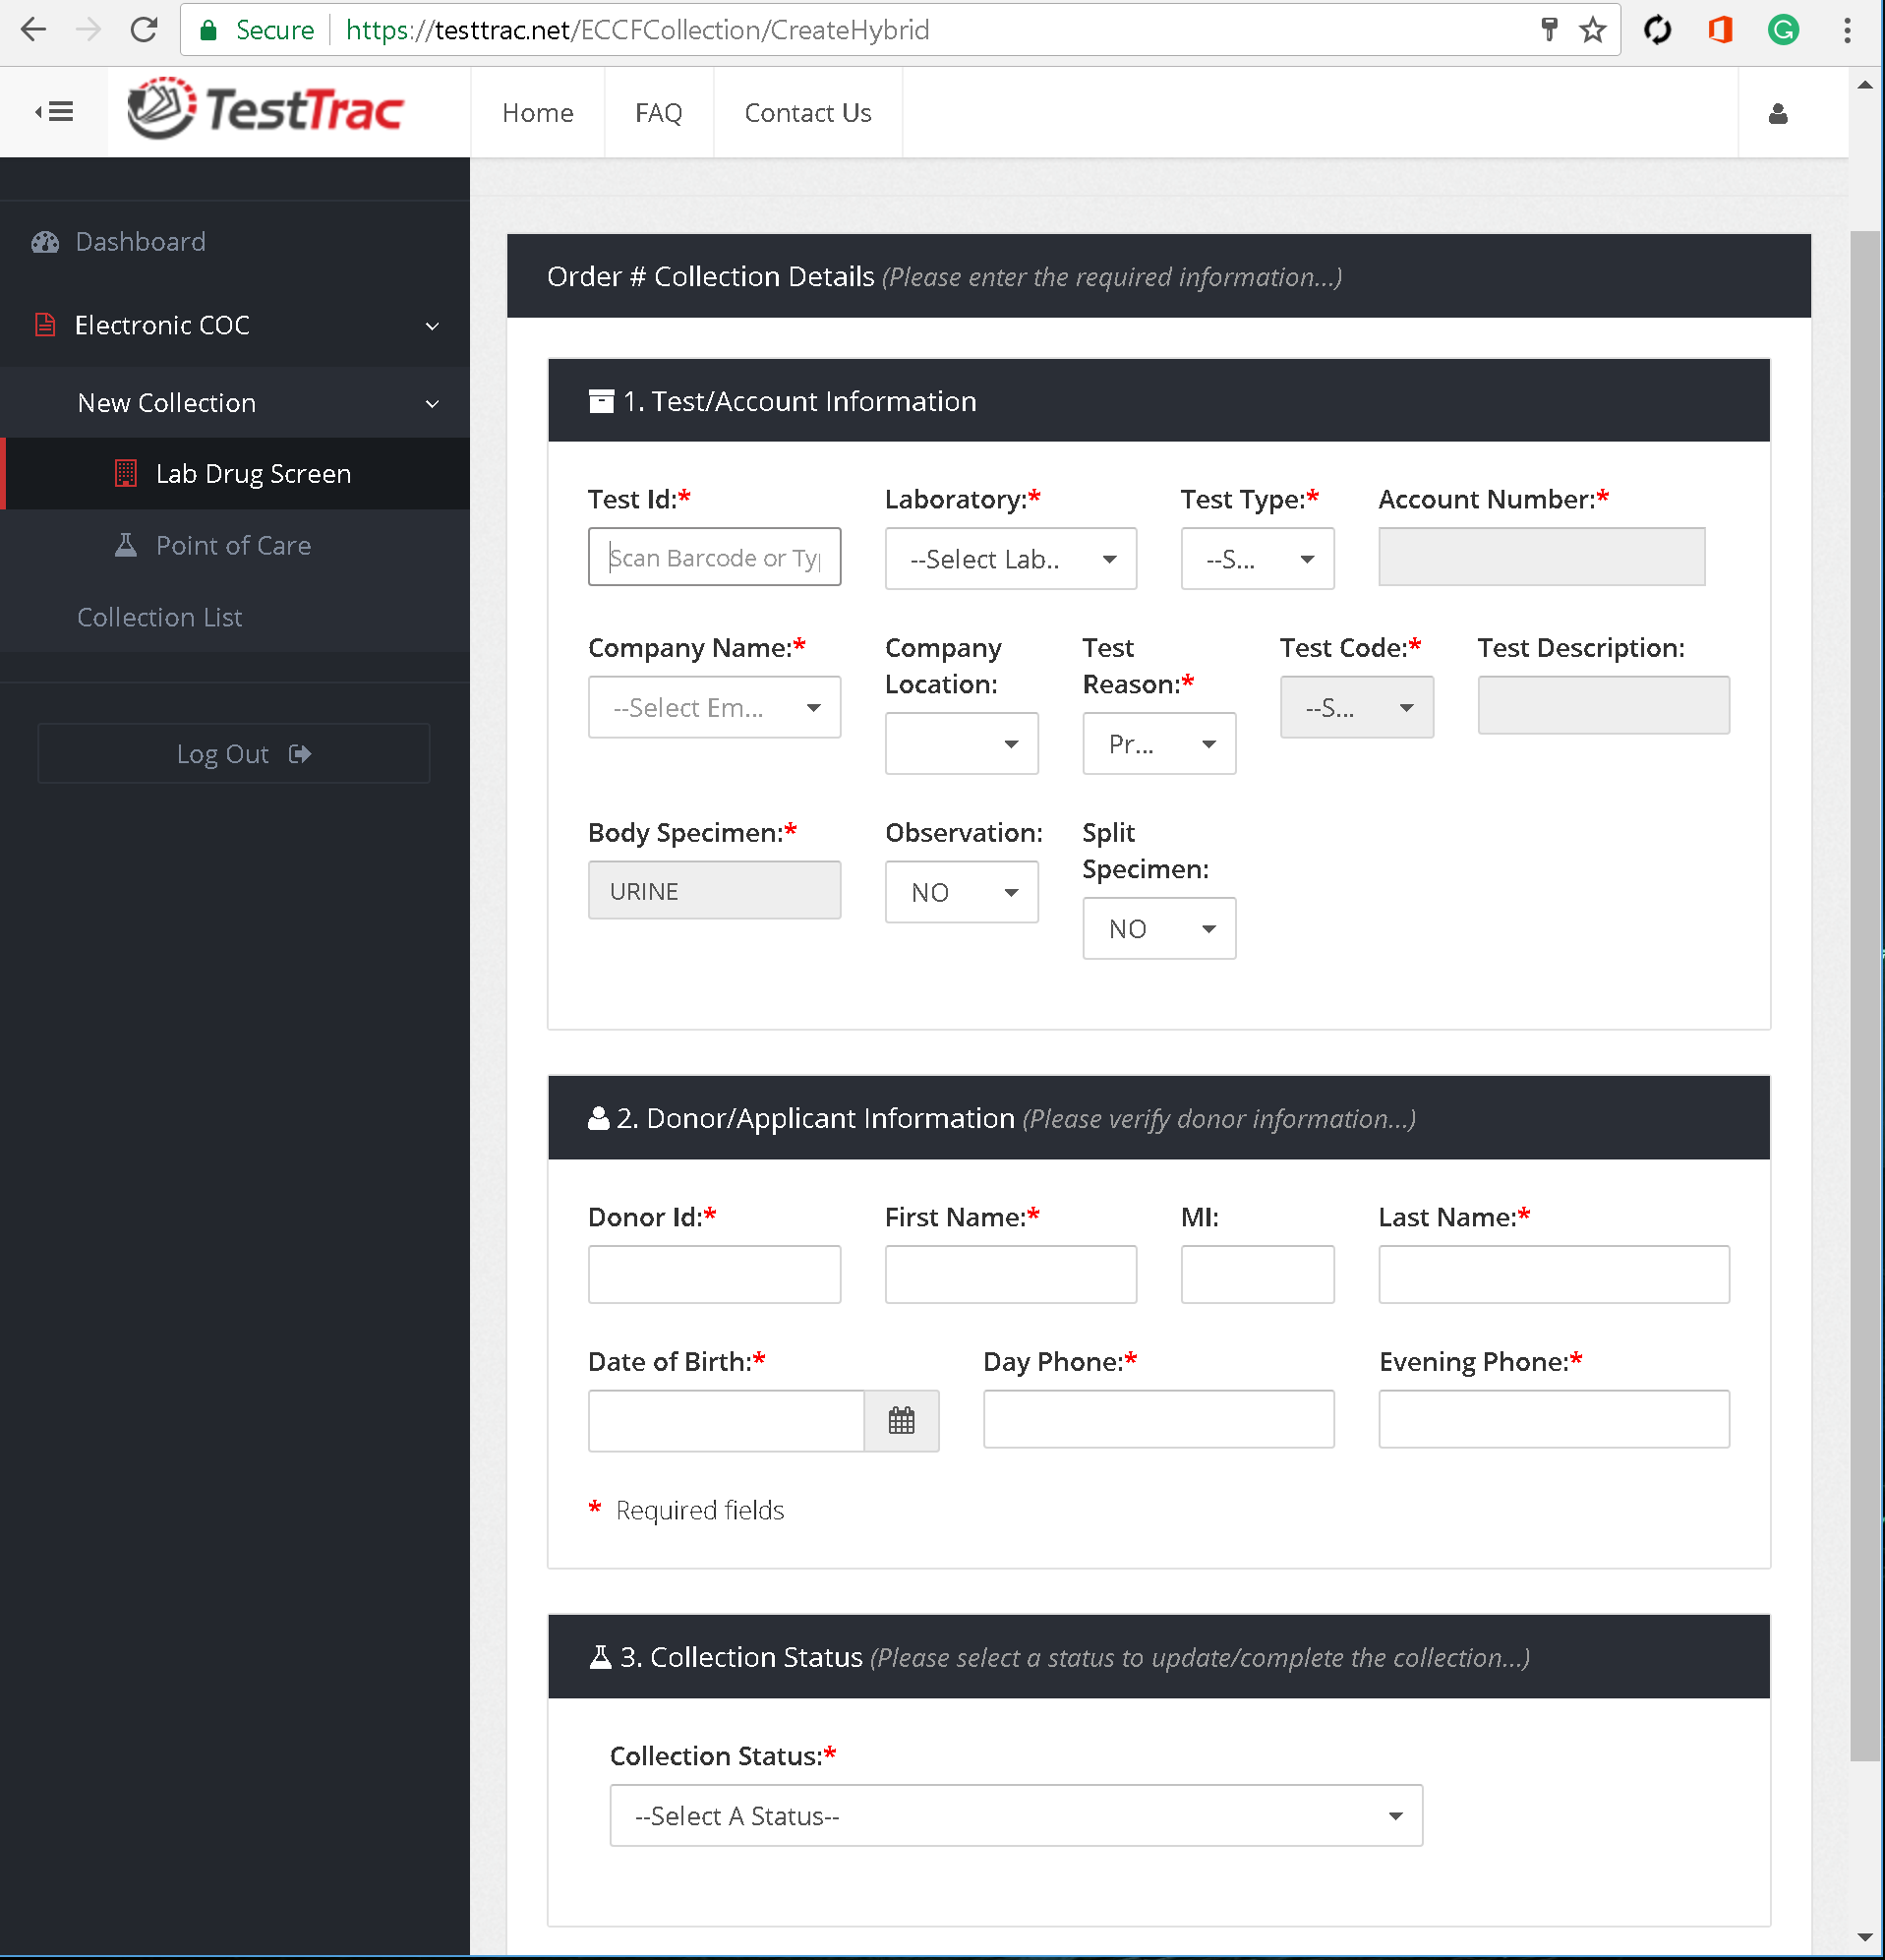 Secure https://testtrac.net/ECCFCollection/CreateHybrid
TestTrac
Home
FAQ
Contact Us
Dashboard
Electronic COC
New Collection
Lab Drug Screen
Point of Care
Collection List
Log Out
Order # Collection Details (Please enter the required information...)
1. Test/Account Information
Test Id:* Laboratory:* Test Type:* Account Number:*
Scan Barcode or Ty --Select Lab.. --S...
Company Name:* Company Location: Test Reason:* Test Code:* Test Description:
--Select Em... Pr... --S...
Body Specimen:* Observation: Split Specimen:
URINE NO NO
2. Donor/Applicant Information (Please verify donor information...)
Donor Id:* First Name:* MI: Last Name:*
Date of Birth:* Day Phone:* Evening Phone:*
* Required fields
3. Collection Status (Please select a status to update/complete the collection...)
Collection Status:*
--Select A Status--